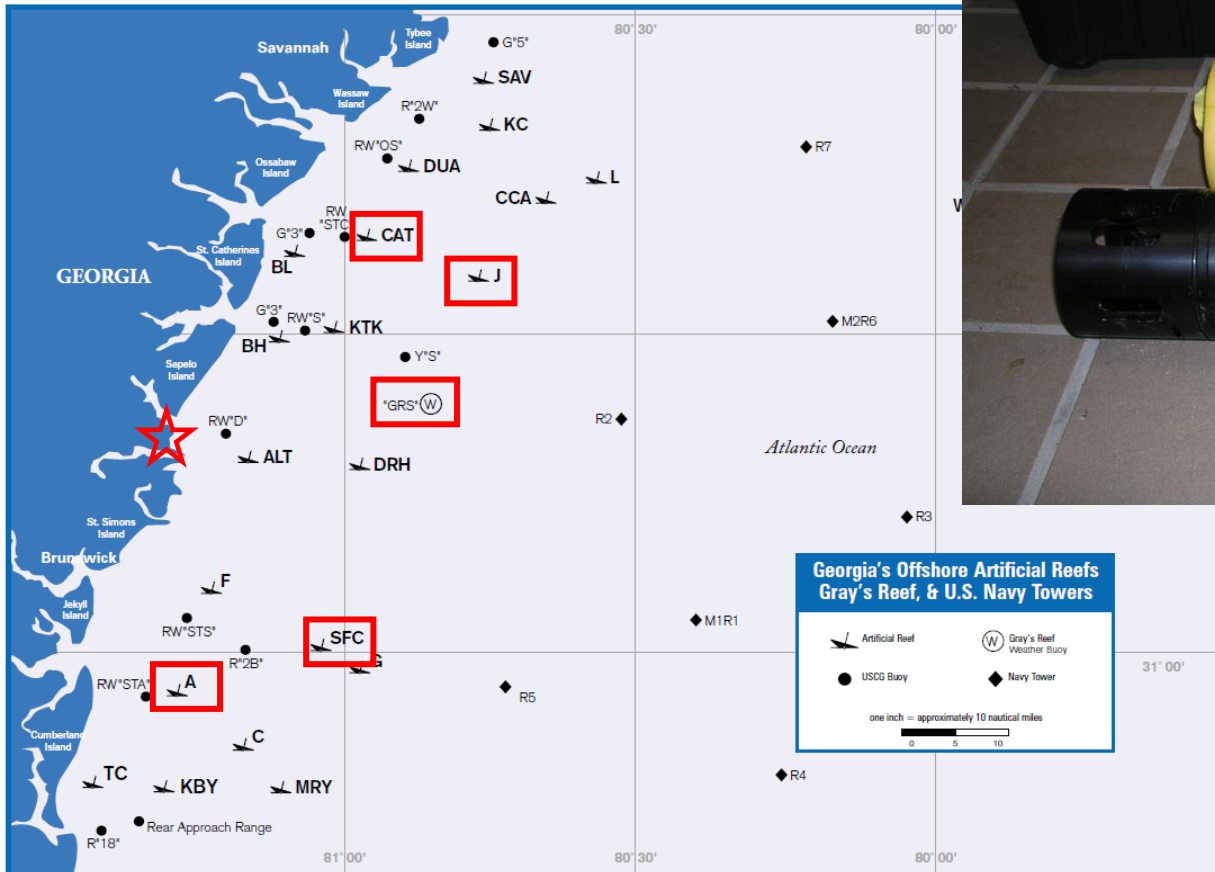 80° 30'
80° 00'
Savannah
Tybee
Island
G"5"
SAV
Wassaw
Island
R"2W"
KC
RW"OS"
DUA
R7
Ossabaw
Island
L
CCA
W
RW
"STC
G"3"
CAT
St. Catherines
Island
BL
GEORGIA
J
G"3"
RW"S"
KTK
M2R6
BH
Y"S"
Sapelo
Island
"GRS" W
R2
RW"D"
Atlantic Ocean
ALT
DRH
St. Simons
Island
R3
Brunswick
Georgia's Offshore Artificial Reefs
Gray's Reef, & U.S. Navy Towers
F
Jekyll
Island
RW"STS"
M1R1
SFC
Artificial Reef
W
Gray's Reef
Weather Buoy
R"2B"
G
31° 00'
USCG Buoy
Navy Tower
RW"STA"
A
R5
one inch = approximately 10 nautical miles
0 5 10
Cumberland
Island
C
TC
KBY
MRY
R4
Rear Approach Range
R"18"
81° 00'
80° 30'
80° 00'